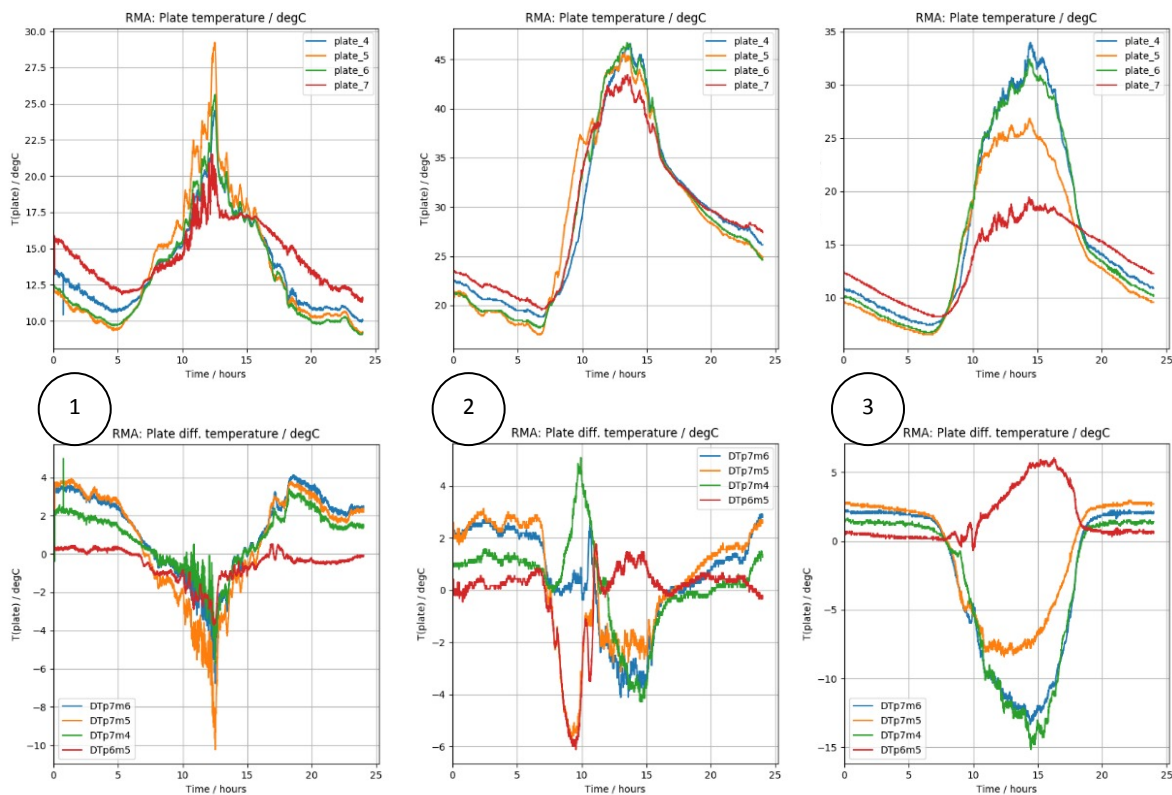 RMA: Plate temperature / degC
T(plate) / degC
30.0
27.5
25.0
22.5
20.0
17.5
15.0
12.5
10.0
0 5 10 15 20 25
Time / hours
plate_4
plate_5
plate_6
plate_7
RMA: Plate temperature / degC
T(plate) / degC
45
40
35
30
25
20
0 5 10 15 20 25
Time / hours
plate_4
plate_5
plate_6
plate_7
RMA: Plate temperature / degC
T(plate) / degC
35
30
25
20
15
10
0 5 10 15 20 25
Time / hours
plate_4
plate_5
plate_6
plate_7
1
2
3
RMA: Plate diff. temperature / degC
T(plate) / degC
4
2
0
−2
−4
−6
−8
−10
0 5 10 15 20 25
Time / hours
DTp7m6
DTp7m5
DTp7m4
DTp6m5
RMA: Plate diff. temperature / degC
T(plate) / degC
4
2
0
−2
−4
−6
0 5 10 15 20 25
Time / hours
DTp7m6
DTp7m5
DTp7m4
DTp6m5
RMA: Plate diff. temperature / degC
T(plate) / degC
5
0
−5
−10
−15
0 5 10 15 20 25
Time / hours
DTp7m6
DTp7m5
DTp7m4
DTp6m5